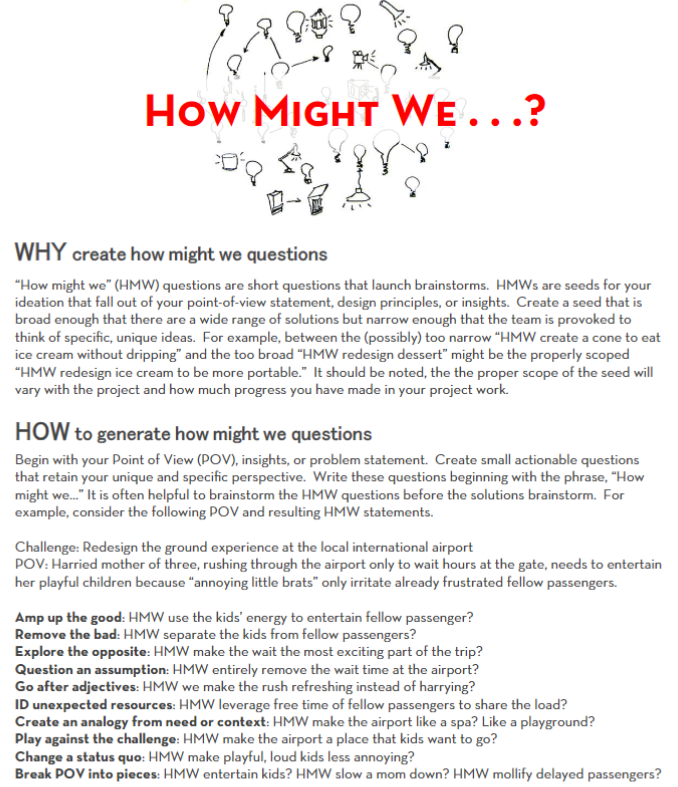 How Might We . . .?
WHY create how might we questions
“How might we” (HMW) questions are short questions that launch brainstorms.  HMWs are seeds for your
ideation that fall out of your point-of-view statement, design principles, or insights.  Create a seed that is
broad enough that there are a wide range of solutions but narrow enough that the team is provoked to
think of specific, unique ideas.  For example, between the (possibly) too narrow “HMW create a cone to eat
ice cream without dripping” and the too broad “HMW redesign dessert” might be the properly scoped
“HMW redesign ice cream to be more portable.”  It should be noted, the the proper scope of the seed will
vary with the project and how much progress you have made in your project work.
HOW to generate how might we questions
Begin with your Point of View (POV), insights, or problem statement.  Create small actionable questions
that retain your unique and specific perspective.  Write these questions beginning with the phrase, “How
might we...” It is often helpful to brainstorm the HMW questions before the solutions brainstorm.  For
example, consider the following POV and resulting HMW statements.
Challenge: Redesign the ground experience at the local international airport
POV: Harried mother of three, rushing through the airport only to wait hours at the gate, needs to entertain
her playful children because “annoying little brats” only irritate already frustrated fellow passengers.
Amp up the good: HMW use the kids’ energy to entertain fellow passenger?
Remove the bad: HMW separate the kids from fellow passengers?
Explore the opposite: HMW make the wait the most exciting part of the trip?
Question an assumption: HMW entirely remove the wait time at the airport?
Go after adjectives: HMW we make the rush refreshing instead of harrying?
ID unexpected resources: HMW leverage free time of fellow passengers to share the load?
Create an analogy from need or context: HMW make the airport like a spa? Like a playground?
Play against the challenge: HMW make the airport a place that kids want to go?
Change a status quo: HMW make playful, loud kids less annoying?
Break POV into pieces: HMW entertain kids? HMW slow a mom down? HMW mollify delayed passengers?